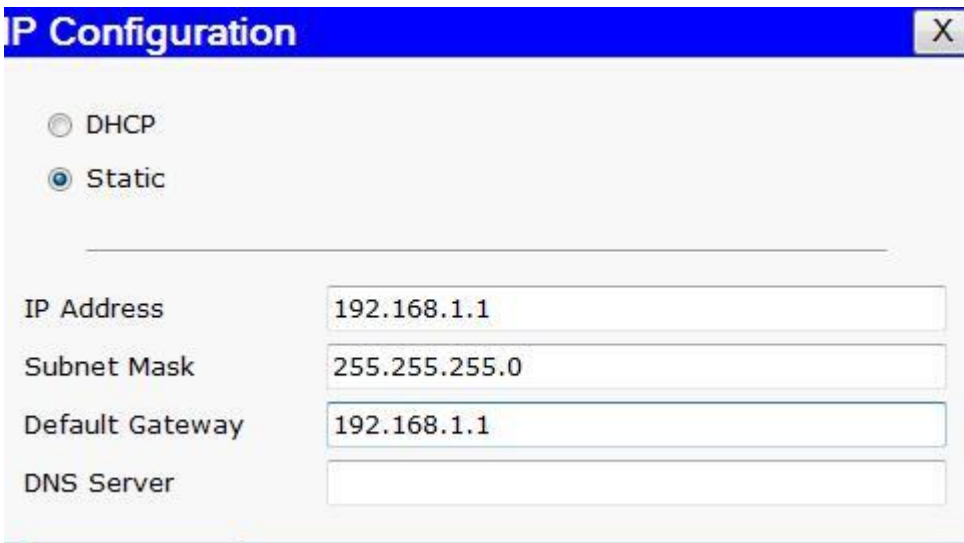 IP Configuration
X
DHCP
Static
IP Address 192.168.1.1
Subnet Mask 255.255.255.0
Default Gateway 192.168.1.1
DNS Server